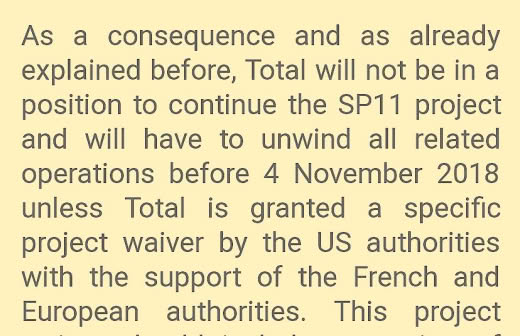 As a consequence and as already
explained before, Total will not be in a
position to continue the SP11 project
and will have to unwind all related
operations before 4 November 2018
unless Total is granted a specific
project waiver by the US authorities
with the support of the French and
European authorities. This project